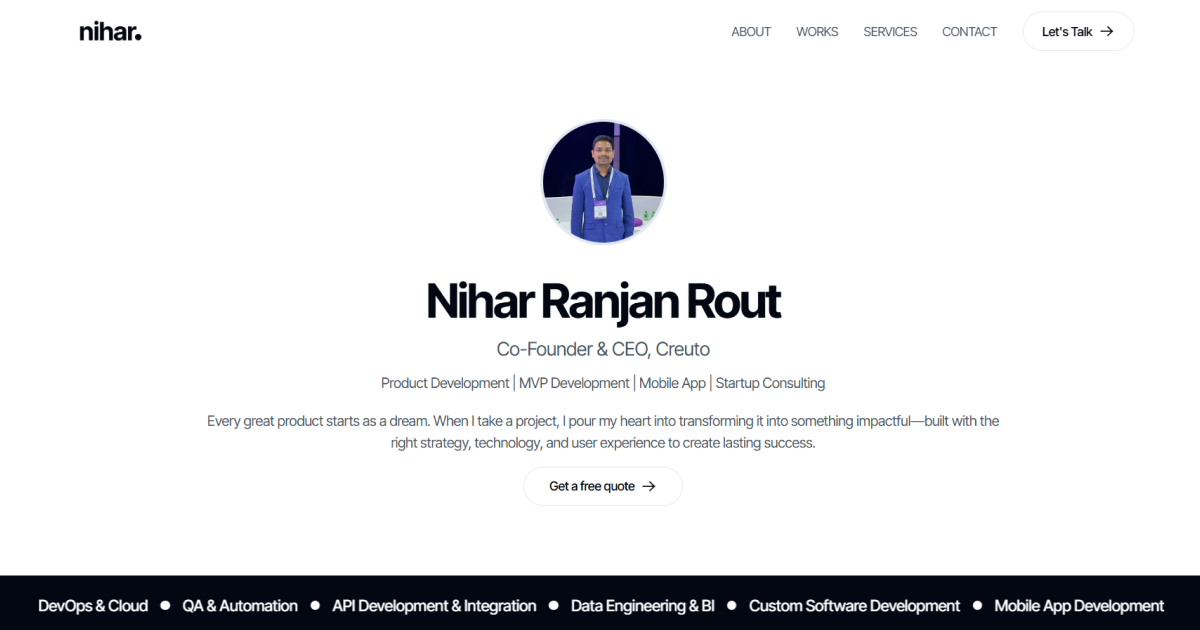 nihar.
ABOUT WORKS SERVICES CONTACT Let's Talk →
Nihar Ranjan Rout
Co-Founder & CEO, Creuto
Product Development | MVP Development | Mobile App | Startup Consulting
Every great product starts as a dream. When I take a project, I pour my heart into transforming it into something impactful—built with the
right strategy, technology, and user experience to create lasting success.
Get a free quote →
DevOps & Cloud ● QA & Automation ● API Development & Integration ● Data Engineering & BI ● Custom Software Development ● Mobile App Development